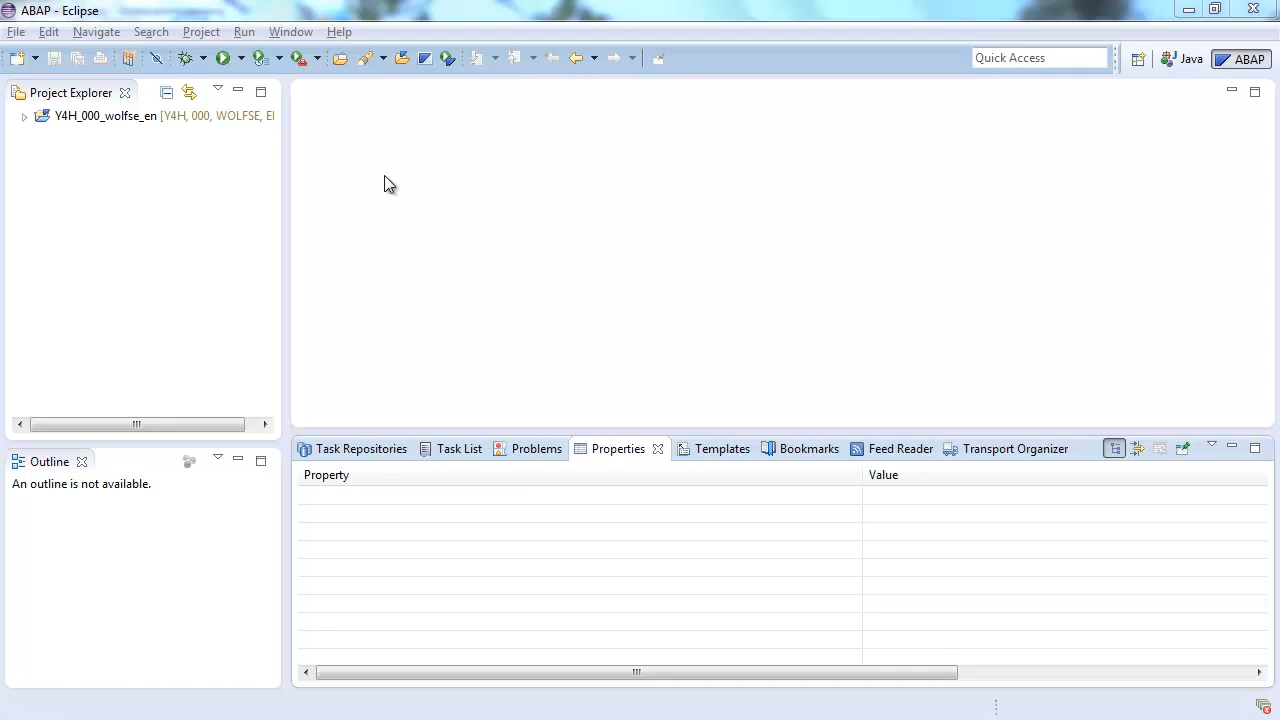 ABAP - Eclipse
File Edit Navigate Search Project Run Window Help
Quick Access
Java
ABAP
Project Explorer
Y4H_000_wolfse_en [Y4H, 000, WOLFSE, EI
Outline
An outline is not available.
Task Repositories Task List Problems Properties Templates Bookmarks Feed Reader Transport Organizer
Property Value